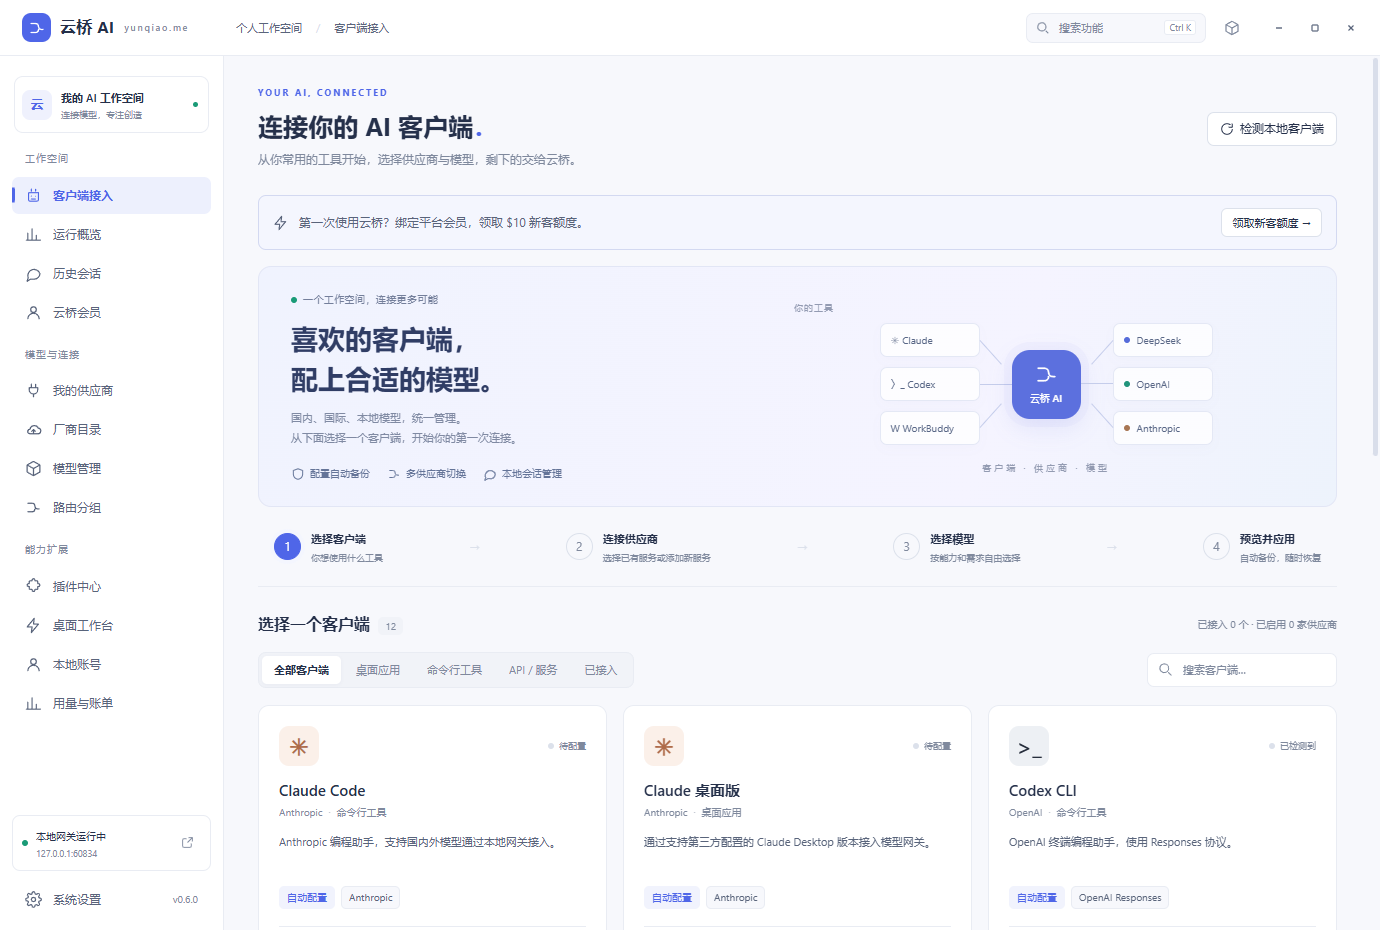 云桥 AI yunqiao.me
个人工作空间 / 客户端接入
搜索功能 Ctrl K
云 我的 AI 工作空间
连接模型，专注创造
工作空间
客户端接入
运行概览
历史会话
云桥会员
模型与连接
我的供应商
厂商目录
模型管理
路由分组
能力扩展
插件中心
桌面工作台
本地账号
用量与账单
本地网关运行中
127.0.0.1:60834
系统设置 v0.6.0
YOUR AI, CONNECTED
连接你的 AI 客户端.
从你常用的工具开始，选择供应商与模型，剩下的交给云桥。
检测本地客户端
第一次使用云桥？绑定平台会员，领取 $10 新客额度。
领取新客额度 →
一个工作空间，连接更多可能
喜欢的客户端，
配上合适的模型。
国内、国际、本地模型，统一管理。
从下面选择一个客户端，开始你的第一次连接。
配置自动备份 多供应商切换 本地会话管理
你的工具
✳ Claude
〉_ Codex
W WorkBuddy
云桥 AI
DeepSeek
OpenAI
Anthropic
客户端 · 供应商 · 模型
1 选择客户端
你想使用什么工具
→
2 连接供应商
选择已有服务或添加新服务
→
3 选择模型
按能力和需求自由选择
→
4 预览并应用
自动备份，随时恢复
选择一个客户端 12
已接入 0 个 · 已启用 0 家供应商
全部客户端 桌面应用 命令行工具 API / 服务 已接入
搜索客户端...
待配置
Claude Code
Anthropic · 命令行工具
Anthropic 编程助手，支持国内外模型通过本地网关接入。
自动配置 Anthropic
待配置
Claude 桌面版
Anthropic · 桌面应用
通过支持第三方配置的 Claude Desktop 版本接入模型网关。
自动配置 Anthropic
>_ 已检测到
Codex CLI
OpenAI · 命令行工具
OpenAI 终端编程助手，使用 Responses 协议。
自动配置 OpenAI Responses